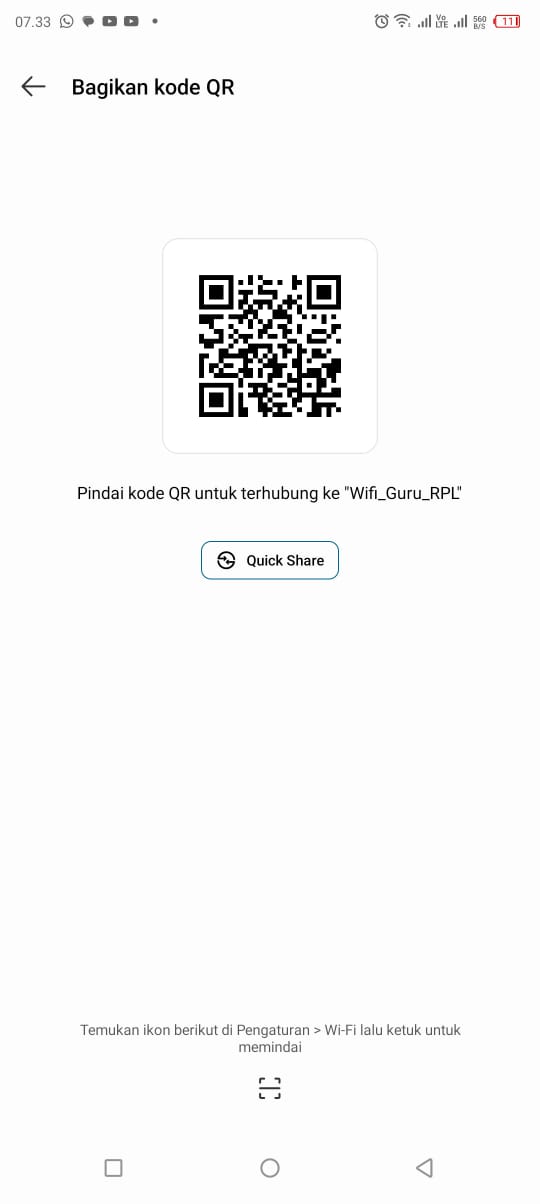 07.33
Vo
LTE
560
B/S
11
Bagikan kode QR
Pindai kode QR untuk terhubung ke "Wifi_Guru_RPL"
Quick Share
Temukan ikon berikut di Pengaturan > Wi-Fi lalu ketuk untuk
memindai